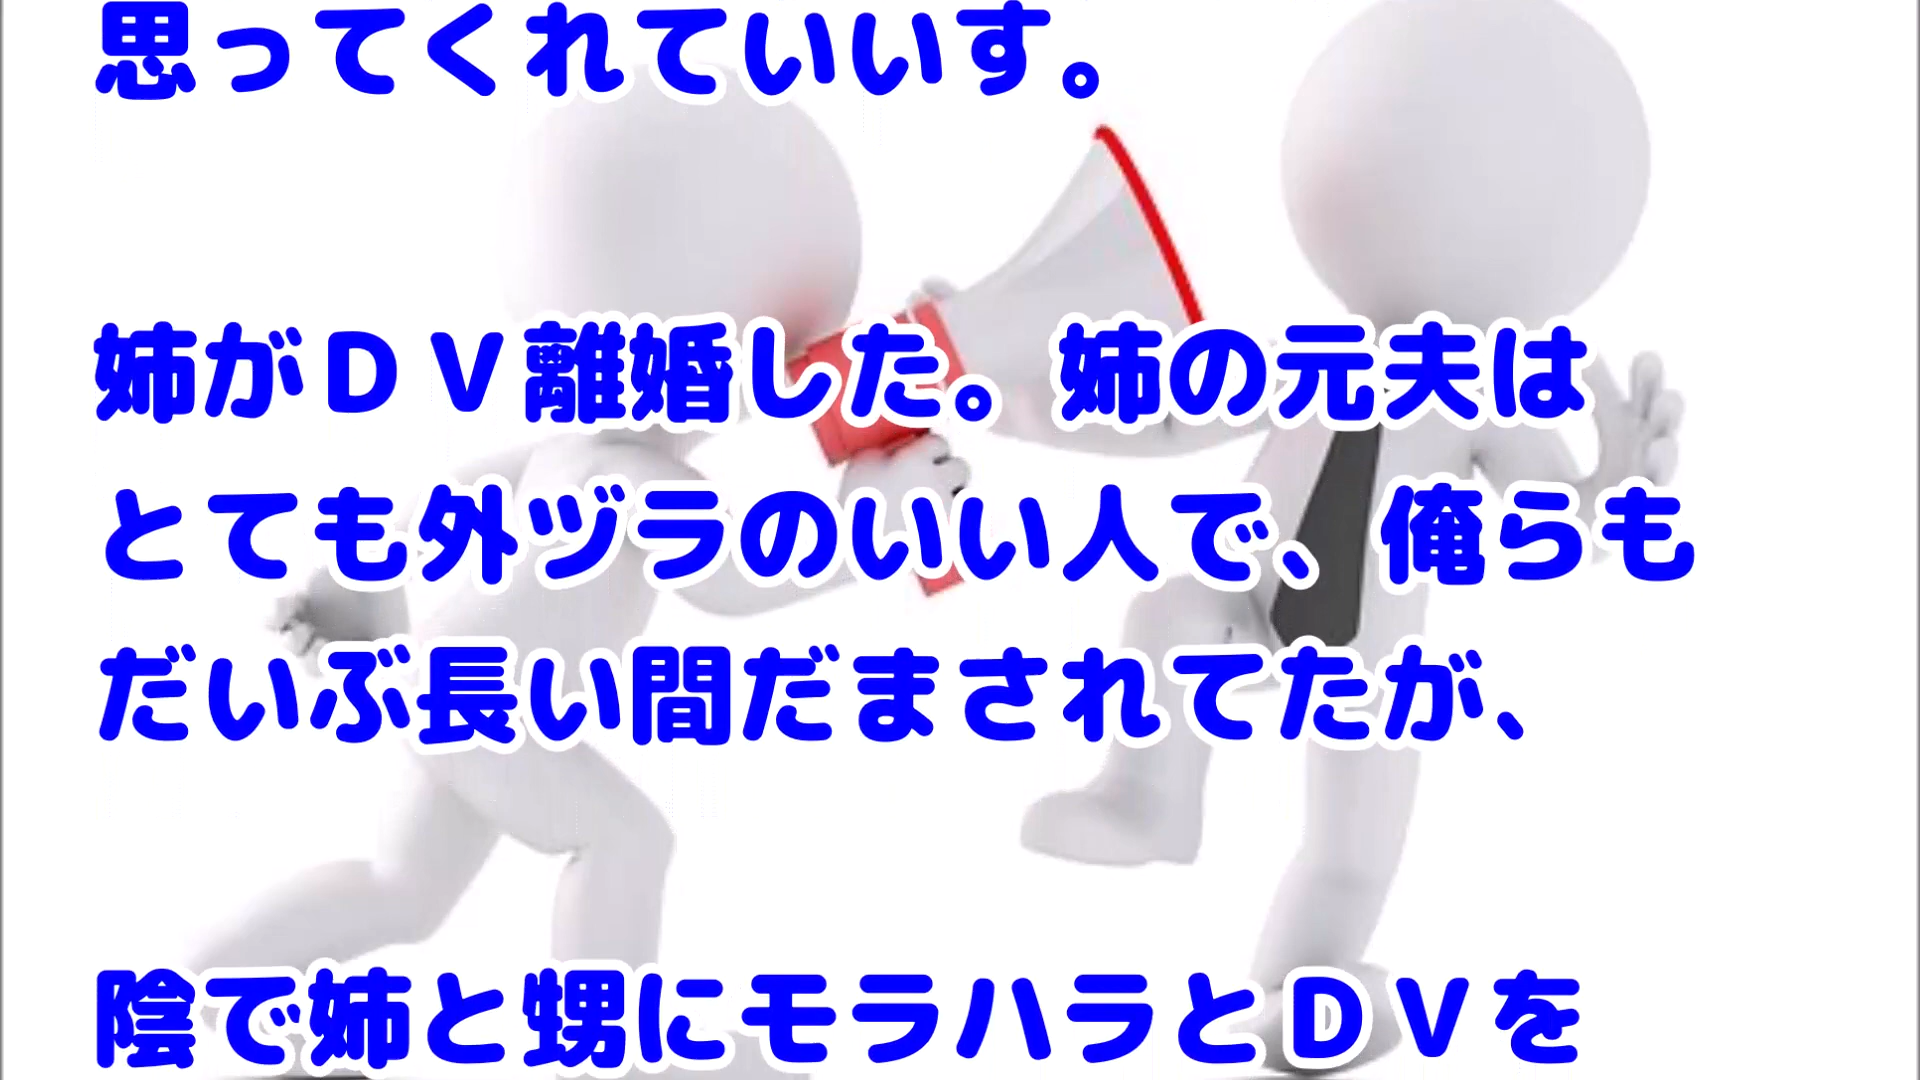 思ってくれていいす。
姉がＤＶ離婚した。姉の元夫は
とても外ヅラのいい人で、俺らも
だいぶ長い間だまされてたが、
陰で姉と甥にモラハラとＤＶを